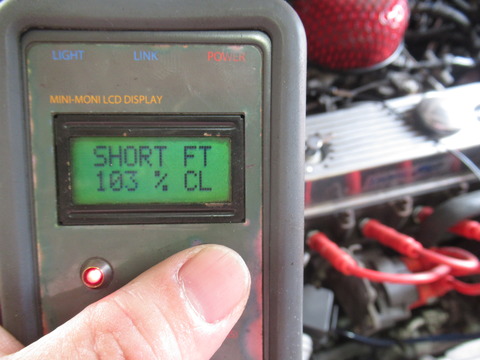 LIGHT LINK POWER
MINI-MONI LCD DISPLAY
SHORT FT
103 % CL